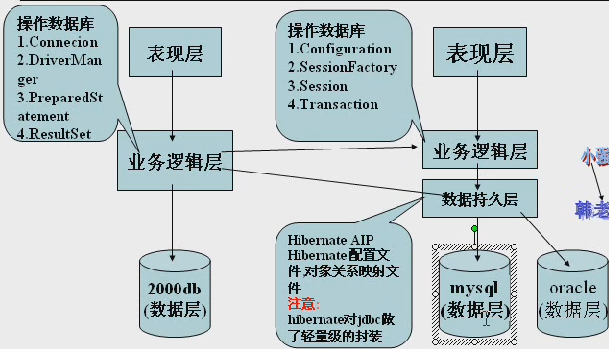 操作数据库
1.Connecion
2.DriverMan
ger
3.PreparedSt
atement
4.ResultSet
表现层
业务逻辑层
2000db
(数据层)
操作数据库
1.Configuration
2.SessionFactory
3.Session
4.Transaction
表现层
业务逻辑层
数据持久层
Hibernate AIP
Hibernate配置文
件,对象关系映射文
件
注意:
hibernate对jdbc做
了轻量级的封装
mysql
(数据层)
oracle
(数据层)
小强
韩老